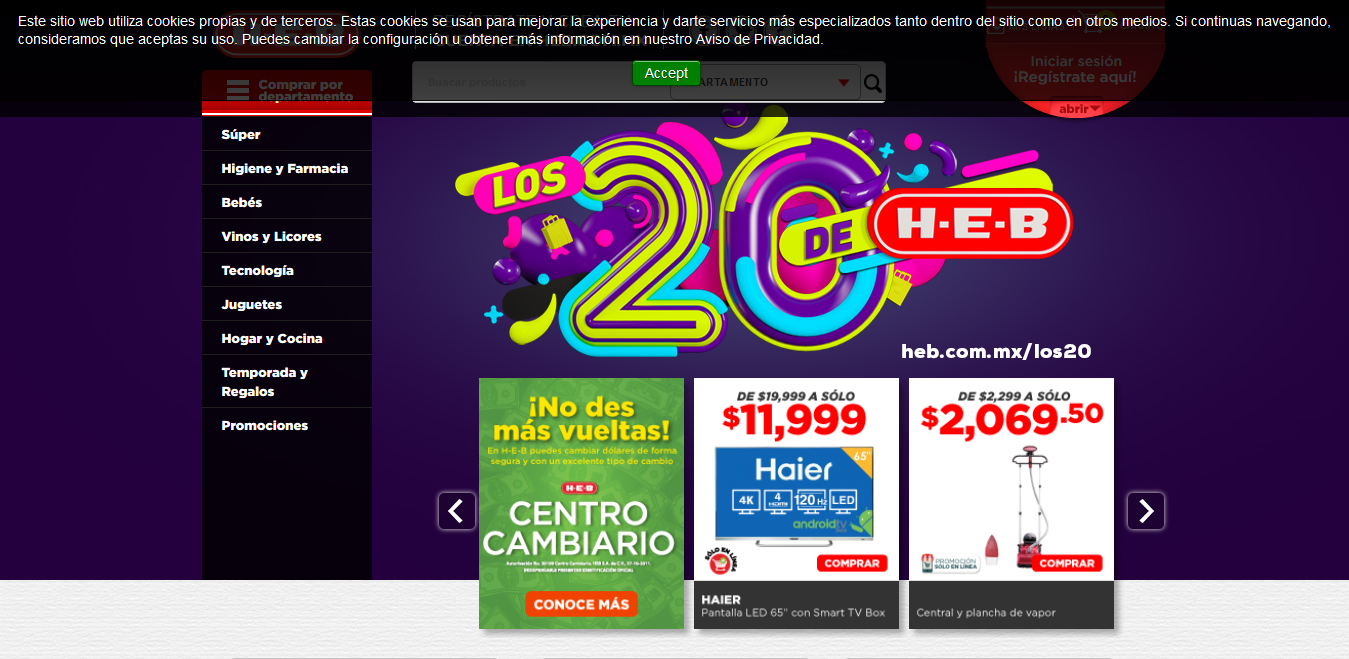 Este sitio web utiliza cookies propias y de terceros. Estas cookies se usan para mejorar la experiencia y darte servicios más especializados tanto dentro del sitio como en otros medios. Si continuas navegando,
consideramos que aceptas su uso. Puedes cambiar la configuración u obtener más información en nuestro Aviso de Privacidad.
Accept
H-E-B
Iniciar sesión
¡Regístrate aquí!
abrir
Comprar por
departamento
Buscar productos
ARTAMENTO
Súper
Higiene y Farmacia
Bebés
Vinos y Licores
Tecnología
Juguetes
Hogar y Cocina
Temporada y
Regalos
Promociones
LOS
20
DE
H·E·B
heb.com.mx/los20
¡No des
más vueltas!
En H-E-B puedes cambiar dólares de forma
segura y con un excelente tipo de cambio
H·E·B
CENTRO
CAMBIARIO
CONOCE MÁS
DE $19,999 A SÓLO
$11,999
65"
Haier
4K
4 HDMI
120 Hz
LED
androidtv
SÓLO EN LÍNEA
COMPRAR
HAIER
Pantalla LED 65" con Smart TV Box
DE $2,299 A SÓLO
$2,069.50
PROMOCIÓN
SÓLO EN LÍNEA
COMPRAR
Central y plancha de vapor